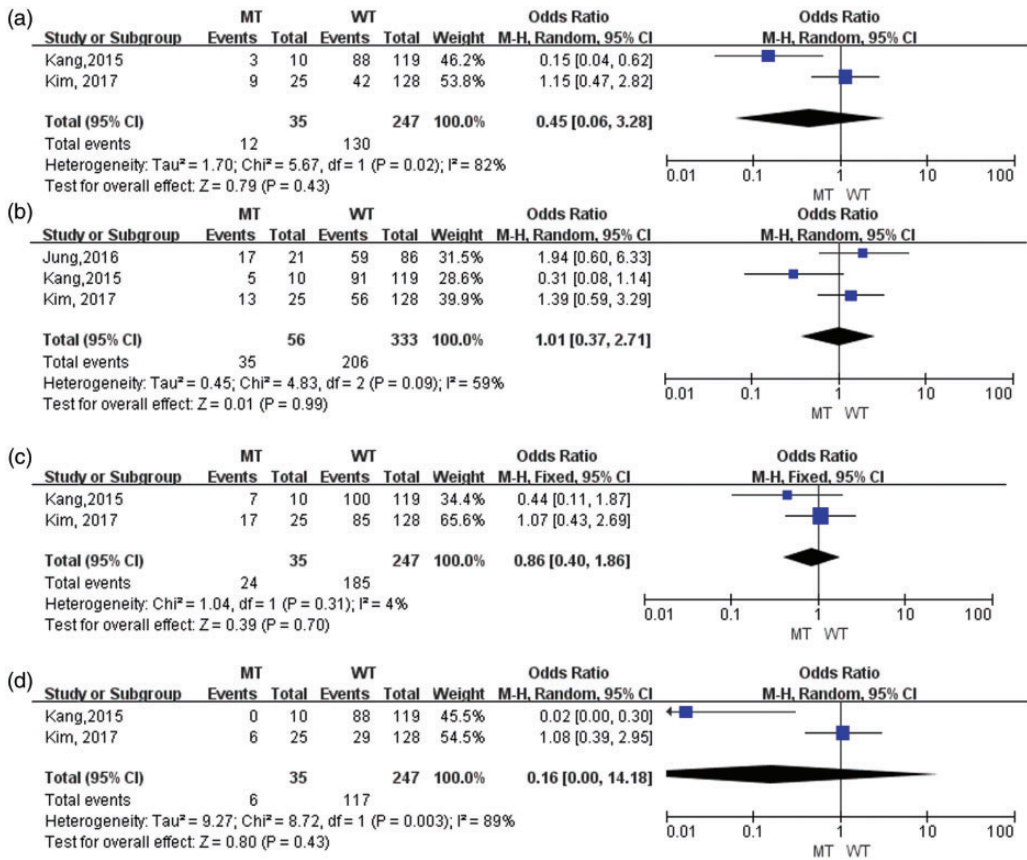 (a)
MT WT Odds Ratio Odds Ratio
Study or Subgroup Events Total Events Total Weight M-H, Random, 95% CI M-H, Random, 95% CI
Kang,2015 3 10 88 119 46.2% 0.15 [0.04, 0.62]
Kim, 2017 9 25 42 128 53.8% 1.15 [0.47, 2.82]
Total (95% CI) 35 247 100.0% 0.45 [0.06, 3.28]
Total events 12 130
Heterogeneity: Tau² = 1.70; Chi² = 5.67, df = 1 (P = 0.02); I² = 82%
Test for overall effect: Z = 0.79 (P = 0.43)
0.01 0.1 1 10 100
MT WT
(b)
MT WT Odds Ratio Odds Ratio
Study or Subgroup Events Total Events Total Weight M-H, Random, 95% CI M-H, Random, 95% CI
Jung,2016 17 21 59 86 31.5% 1.94 [0.60, 6.33]
Kang,2015 5 10 91 119 28.6% 0.31 [0.08, 1.14]
Kim, 2017 13 25 56 128 39.9% 1.39 [0.59, 3.29]
Total (95% CI) 56 333 100.0% 1.01 [0.37, 2.71]
Total events 35 206
Heterogeneity: Tau² = 0.45; Chi² = 4.83, df = 2 (P = 0.09); I² = 59%
Test for overall effect: Z = 0.01 (P = 0.99)
0.01 0.1 1 10 100
MT WT
(c)
MT WT Odds Ratio Odds Ratio
Study or Subgroup Events Total Events Total Weight M-H, Fixed, 95% CI M-H, Fixed, 95% CI
Kang,2015 7 10 100 119 34.4% 0.44 [0.11, 1.87]
Kim, 2017 17 25 85 128 65.6% 1.07 [0.43, 2.69]
Total (95% CI) 35 247 100.0% 0.86 [0.40, 1.86]
Total events 24 185
Heterogeneity: Chi² = 1.04, df = 1 (P = 0.31); I² = 4%
Test for overall effect: Z = 0.39 (P = 0.70)
0.01 0.1 1 10 100
MT WT
(d)
MT WT Odds Ratio Odds Ratio
Study or Subgroup Events Total Events Total Weight M-H, Random, 95% CI M-H, Random, 95% CI
Kang,2015 0 10 88 119 45.5% 0.02 [0.00, 0.30]
Kim, 2017 6 25 29 128 54.5% 1.08 [0.39, 2.95]
Total (95% CI) 35 247 100.0% 0.16 [0.00, 14.18]
Total events 6 117
Heterogeneity: Tau² = 9.27; Chi² = 8.72, df = 1 (P = 0.003); I² = 89%
Test for overall effect: Z = 0.80 (P = 0.43)
0.01 0.1 1 10 100
MT WT